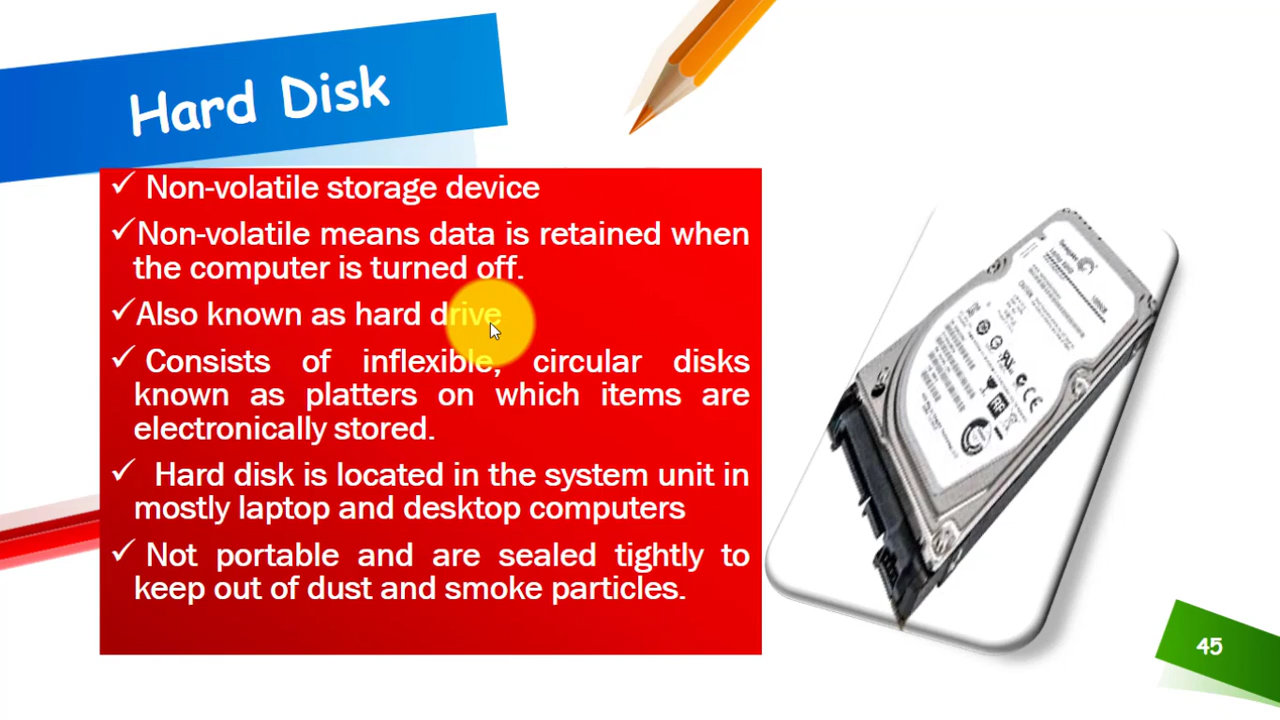 Hard Disk
✓ Non-volatile storage device
✓Non-volatile means data is retained when
the computer is turned off.
✓Also known as hard drive
✓ Consists of inflexible, circular disks
known as platters on which items are
electronically stored.
✓ Hard disk is located in the system unit in
mostly laptop and desktop computers
✓ Not portable and are sealed tightly to
keep out of dust and smoke particles.
Seagate
45